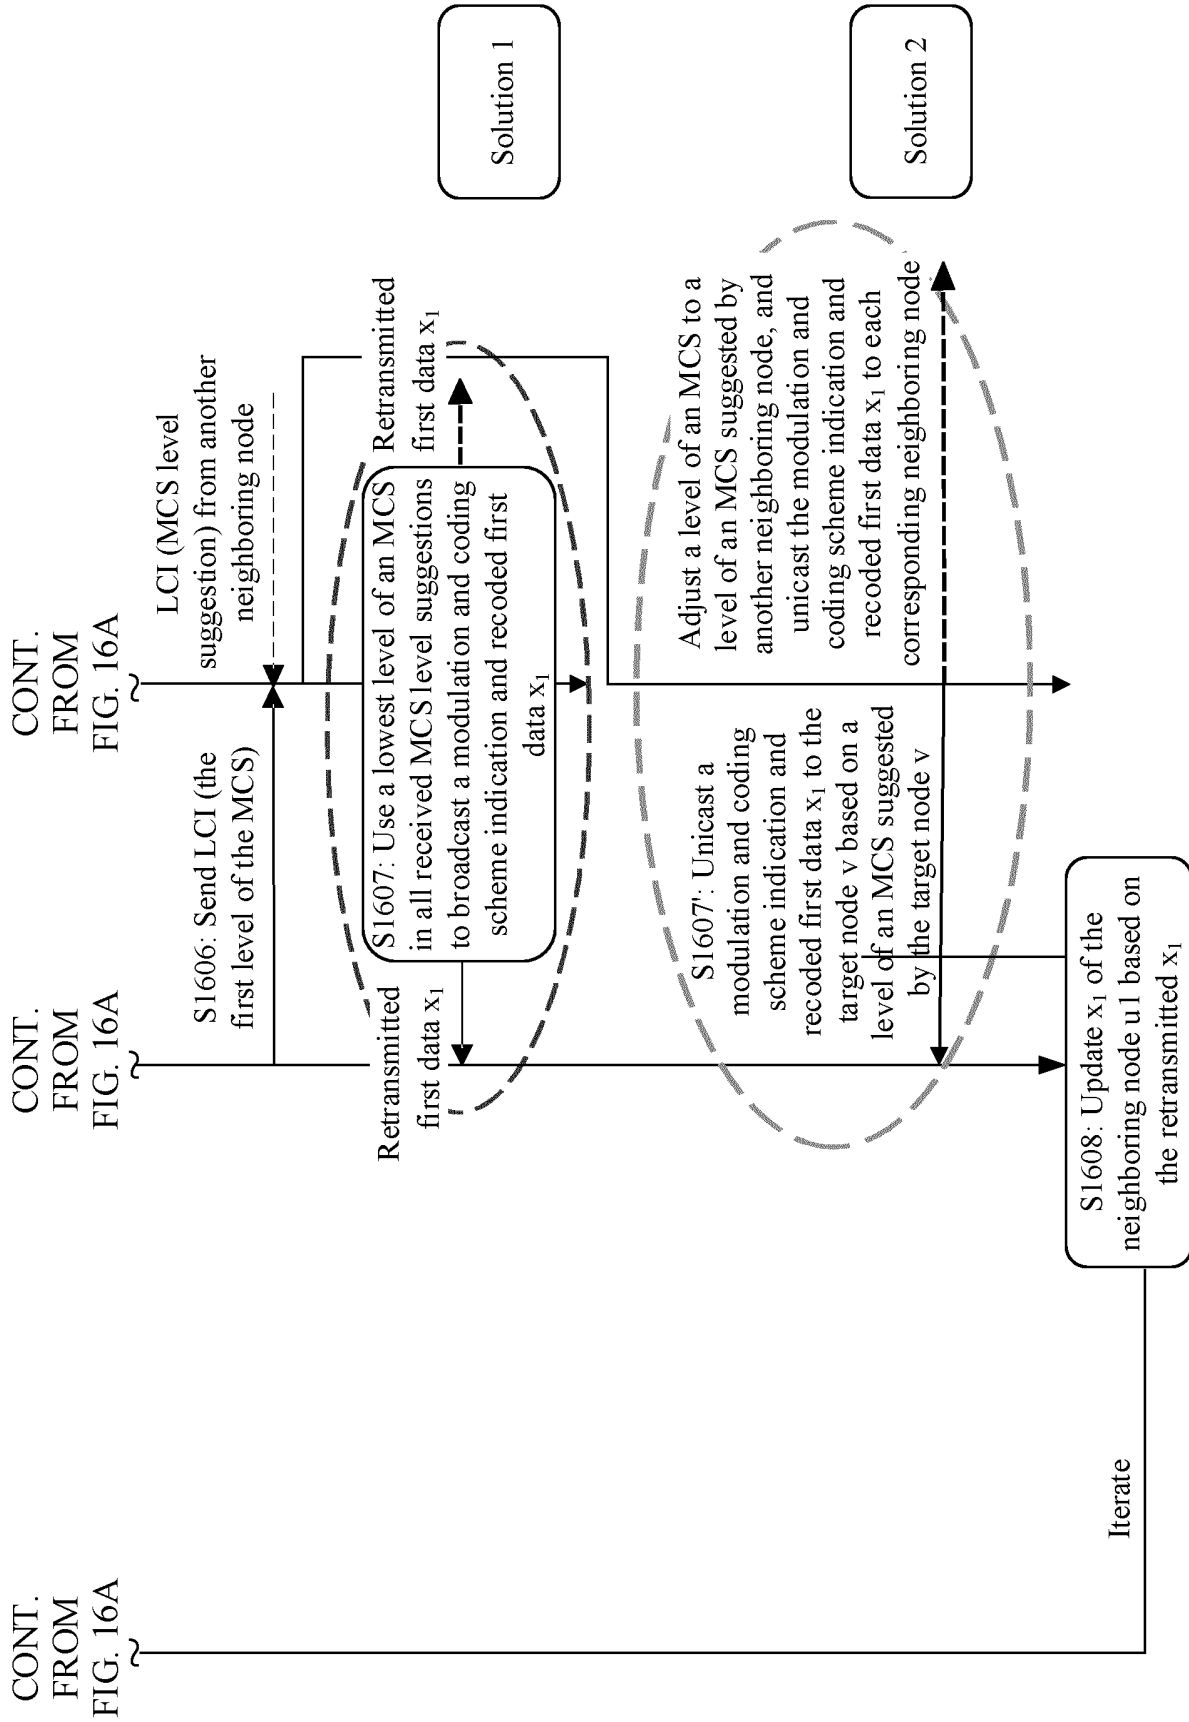 CONT.
FROM
FIG. 16A
CONT.
FROM
FIG. 16A
CONT.
FROM
FIG. 16A
S1606: Send LCI (the
first level of the MCS)
LCI (MCS level
suggestion) from another
neighboring node
Retransmitted
first data x₁
S1607: Use a lowest level of an MCS
in all received MCS level suggestions
to broadcast a modulation and coding
scheme indication and recoded first
data x₁
Retransmitted
first data x₁
Solution 1
S1607': Unicast a
modulation and coding
scheme indication and
recoded first data x₁ to the
target node v based on a
level of an MCS suggested
by the target node v
Adjust a level of an MCS to a
level of an MCS suggested by
another neighboring node, and
unicast the modulation and
coding scheme indication and
recoded first data x₁ to each
corresponding neighboring node
Solution 2
S1608: Update x₁ of the
neighboring node u1 based on
the retransmitted x₁
Iterate